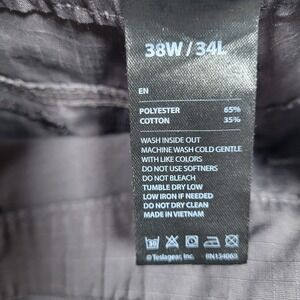 38W / 34L
EN
POLYESTER 65%
COTTON 35%
WASH INSIDE OUT
MACHINE WASH COLD GENTLE
WITH LIKE COLORS
DO NOT USE SOFTNERS
DO NOT BLEACH
TUMBLE DRY LOW
LOW IRON IF NEEDED
DO NOT DRY CLEAN
MADE IN VIETNAM
30
©Teslagear, Inc. RN154065